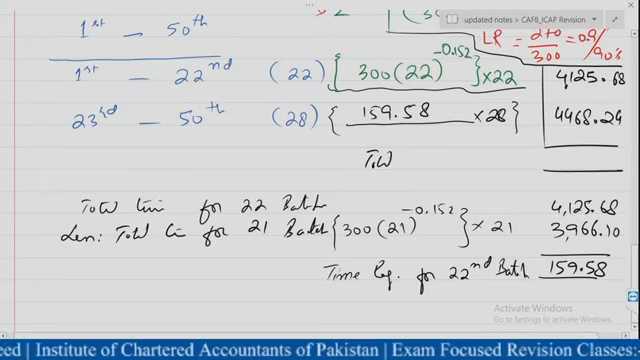 updated notes > CAF8_ICAP Revision
1st — 50th
LR = 270/300 = 0.9/90%
1st — 22nd (22) {300(22)^-0.152} × 22 4,125.68
23rd — 50th (28) {159.58 × 28} 4468.24
T.W
Total time for 22 Batch 4,125.68
Less: Total time for 21 Batch {300(21)^-0.152} × 21 3,966.10
Time Req. for 22nd Batch 159.58
Activate Windows
Go to Settings to activate Windows.
eed | Institute of Chartered Accountants of Pakistan | Exam Focused Revision Classes: